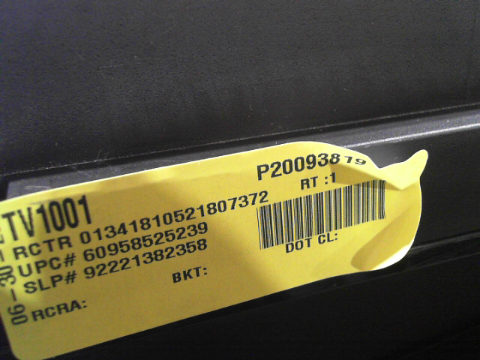 P20093819
RT :1
TV1001
RCTR 01341810521807372
UPC# 60958525239
SLP# 92221382358
DOT CL:
BKT:
RCRA:
06-30